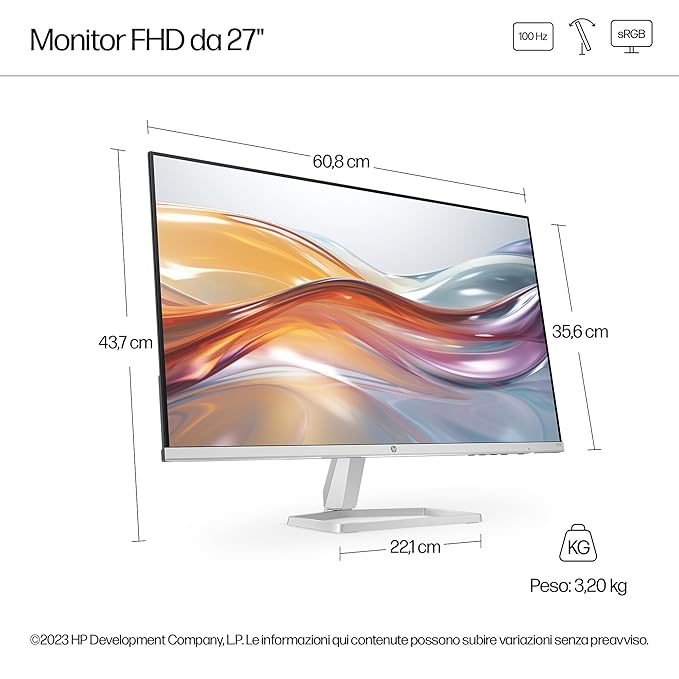 Monitor FHD da 27"
100 Hz
sRGB
60,8 cm
43,7 cm
35,6 cm
hp
22,1 cm
KG
Peso: 3,20 kg
©2023 HP Development Company, L.P. Le informazioni qui contenute possono subire variazioni senza preavviso.